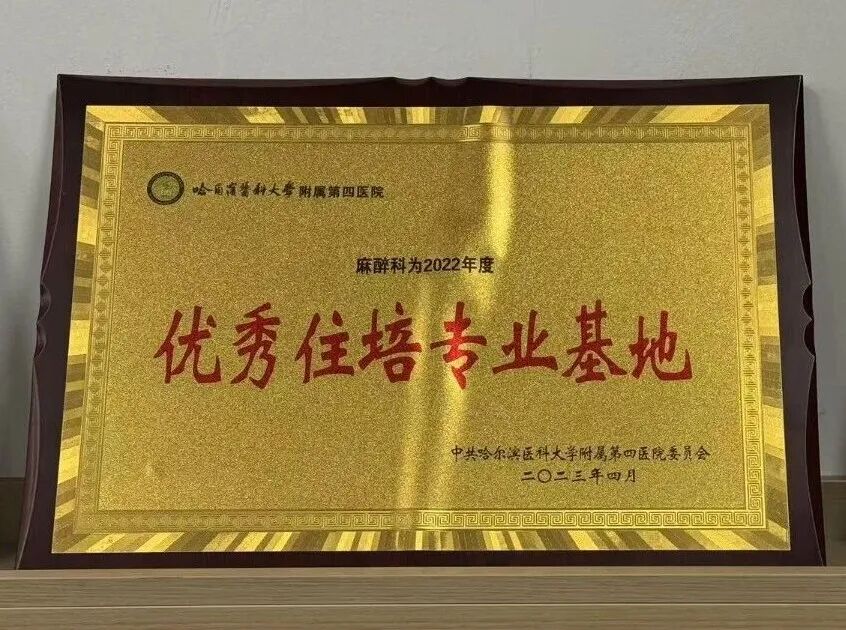 哈尔滨医科大学附属第四医院
麻醉科为2022年度
优秀住培专业基地
中共哈尔滨医科大学附属第四医院委员会
二〇二三年四月